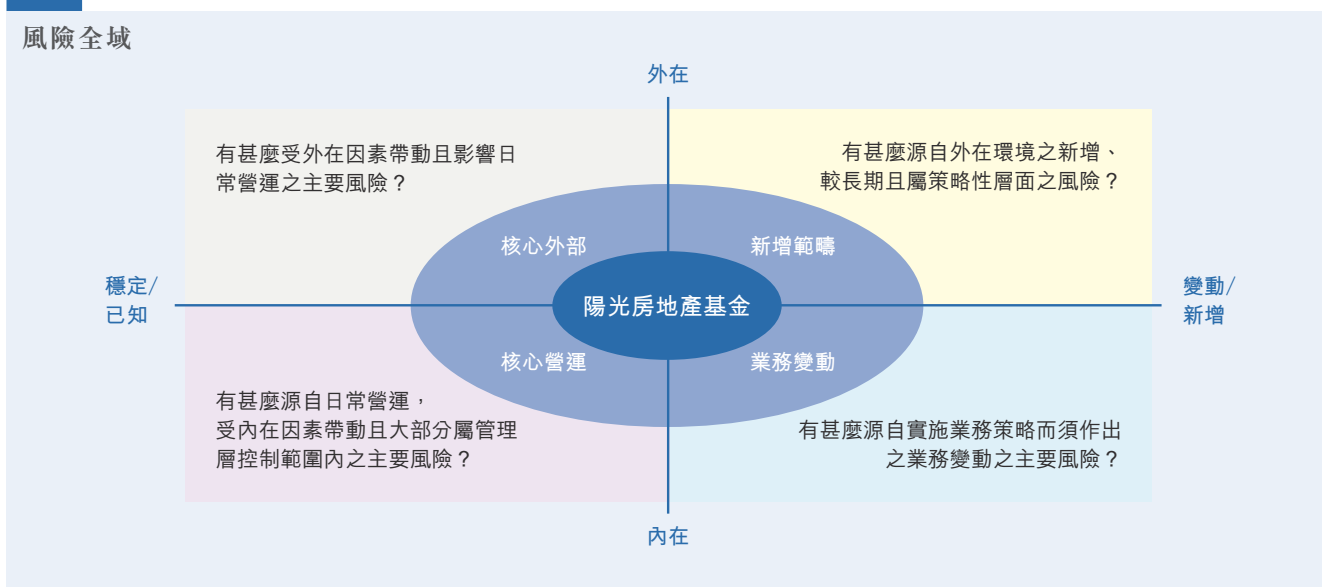 風險全域
外在
有甚麼受外在因素帶動且影響日
常營運之主要風險？
有甚麼源自外在環境之新增、
較長期且屬策略性層面之風險？
核心外部
新增範疇
穩定/
已知
陽光房地產基金
變動/
新增
核心營運
業務變動
有甚麼源自日常營運，
受內在因素帶動且大部分屬管理
層控制範圍內之主要風險？
有甚麼源自實施業務策略而須作出
之業務變動之主要風險？
內在